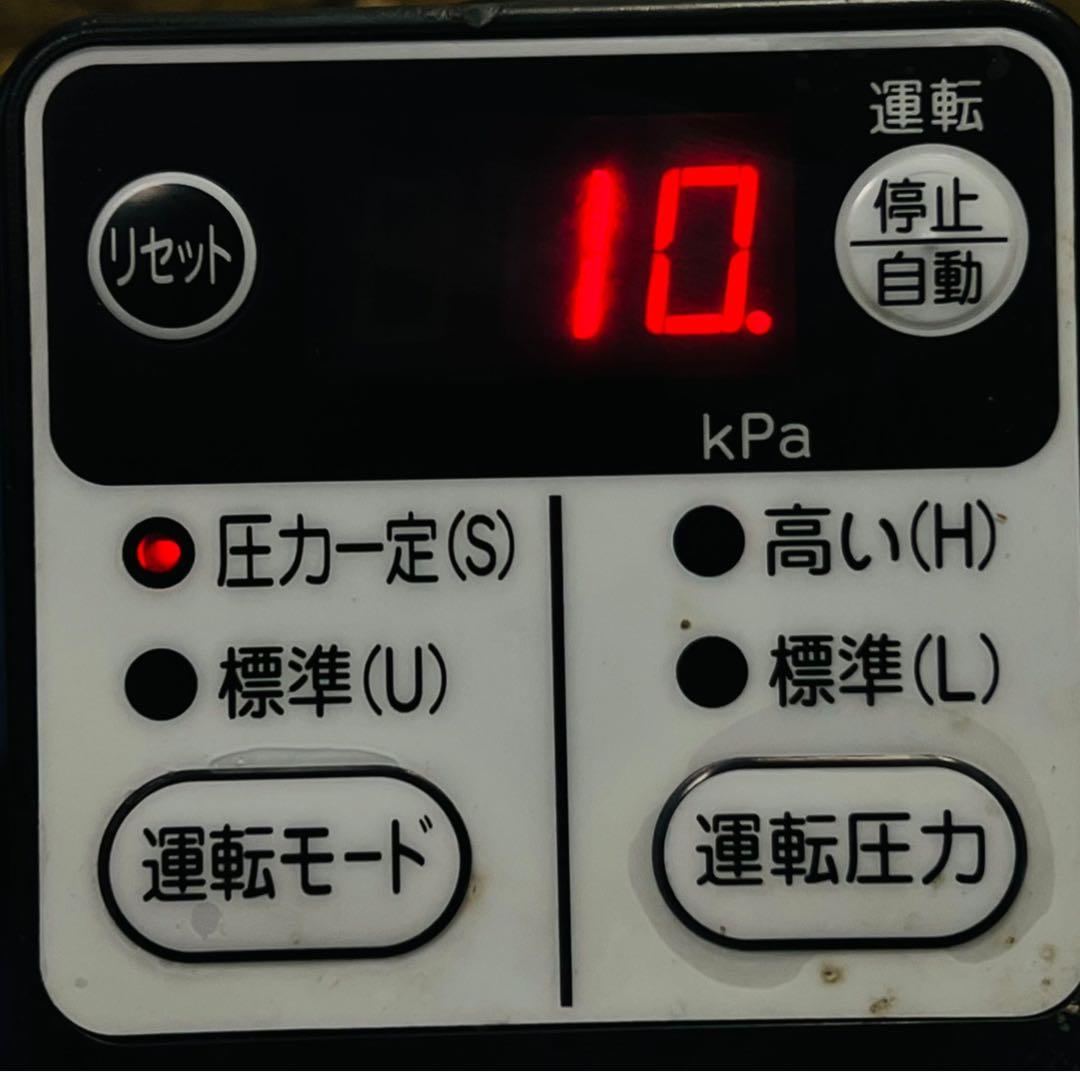 運転
リセット
10.
停止
自動
kPa
圧力一定(S)
高い(H)
標準(U)
標準(L)
運転モード
運転圧力